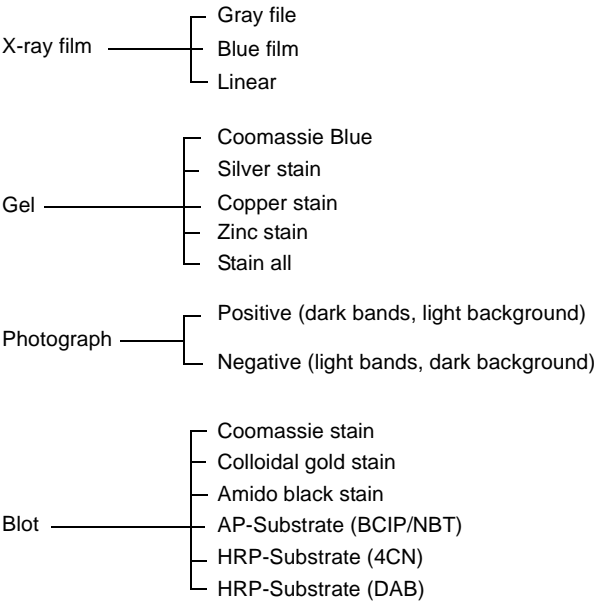 Gray file
X-ray film
Blue film
Linear
Coomassie Blue
Silver stain
Gel
Copper stain
Zinc stain
Stain all
Positive (dark bands, light background)
Photograph
Negative (light bands, dark background)
Coomassie stain
Colloidal gold stain
Amido black stain
Blot
AP-Substrate (BCIP/NBT)
HRP-Substrate (4CN)
HRP-Substrate (DAB)